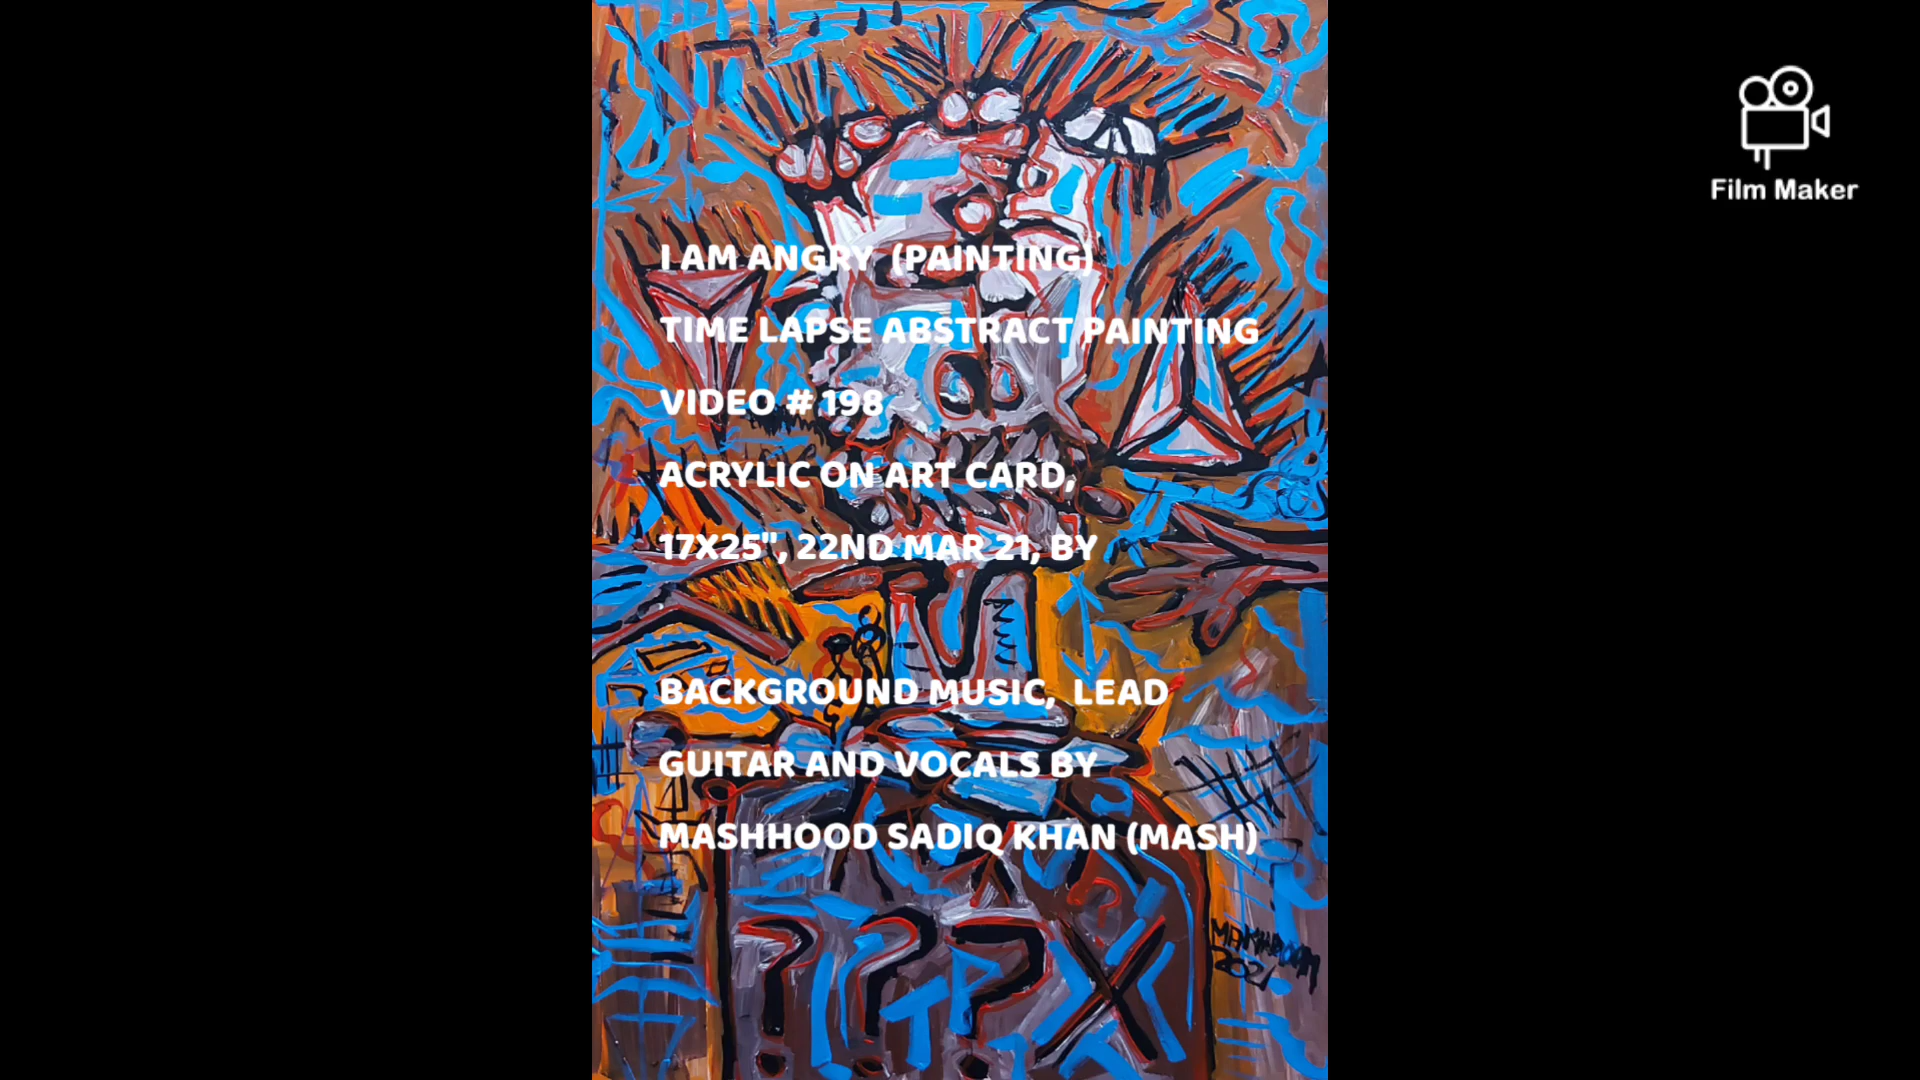 I AM ANGRY (PAINTING)
TIME LAPSE ABSTRACT PAINTING
VIDEO # 198
ACRYLIC ON ART CARD,
17X25", 22ND MAR 21, BY
BACKGROUND MUSIC, LEAD
GUITAR AND VOCALS BY
MASHHOOD SADIQ KHAN (MASH)
Film Maker
? ? ? X
2021